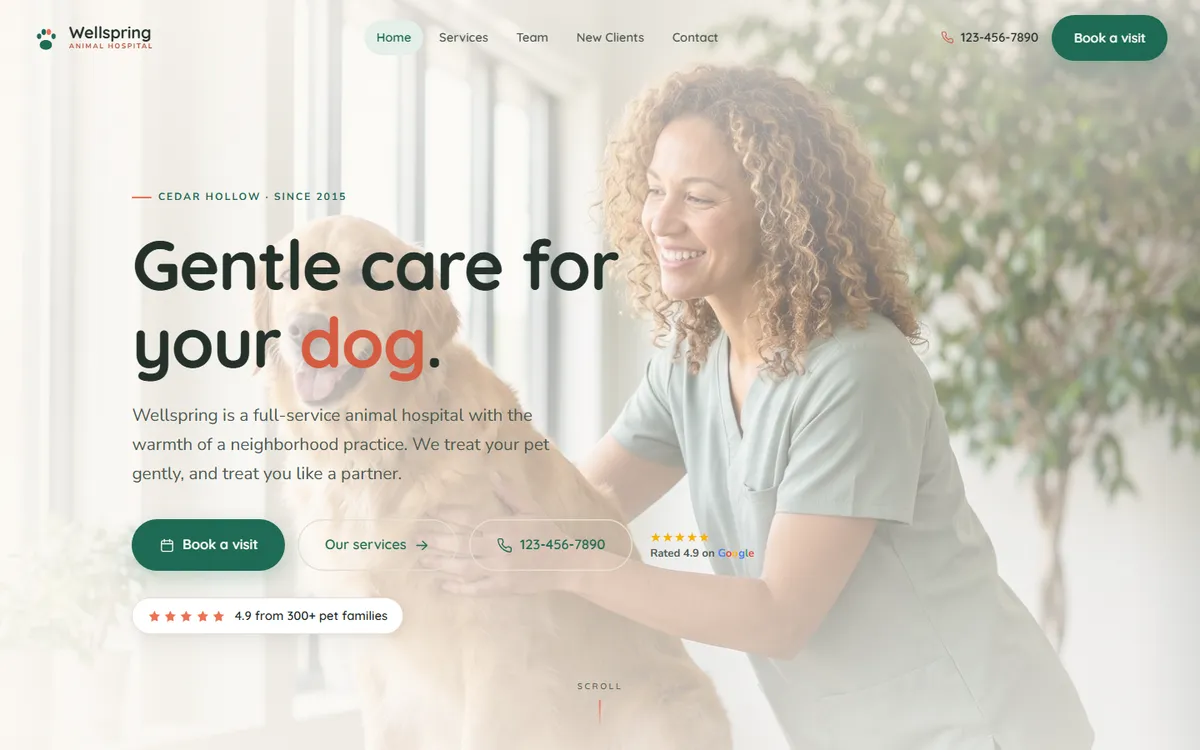 Wellspring
ANIMAL HOSPITAL
Home
Services
Team
New Clients
Contact
123-456-7890
Book a visit
CEDAR HOLLOW · SINCE 2015
Gentle care for
your dog.
Wellspring is a full-service animal hospital with the
warmth of a neighborhood practice. We treat your pet
gently, and treat you like a partner.
Book a visit
Our services
123-456-7890
Rated 4.9 on Google
4.9 from 300+ pet families
SCROLL